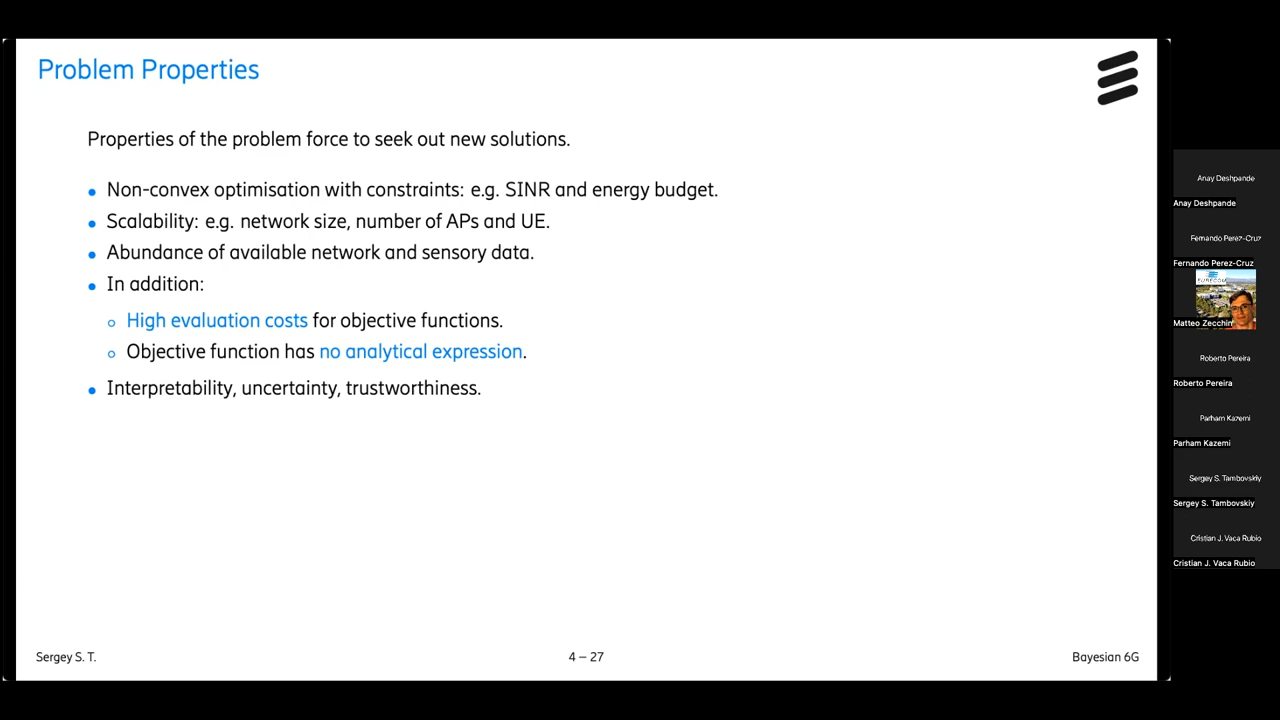 Problem Properties
Properties of the problem force to seek out new solutions.
• Non-convex optimisation with constraints: e.g. SINR and energy budget.
• Scalability: e.g. network size, number of APs and UE.
• Abundance of available network and sensory data.
• In addition:
◦ High evaluation costs for objective functions.
◦ Objective function has no analytical expression.
• Interpretability, uncertainty, trustworthiness.
Sergey S. T.
4 – 27
Bayesian 6G
Anay Deshpande
Anay Deshpande
Fernando Perez-Cruz
Fernando Perez-Cruz
EURECOM
Matteo Zecchin
Roberto Pereira
Roberto Pereira
Parham Kazemi
Parham Kazemi
Sergey S. Tambovskiy
Sergey S. Tambovskiy
Cristian J. Vaca Rubio
Cristian J. Vaca Rubio